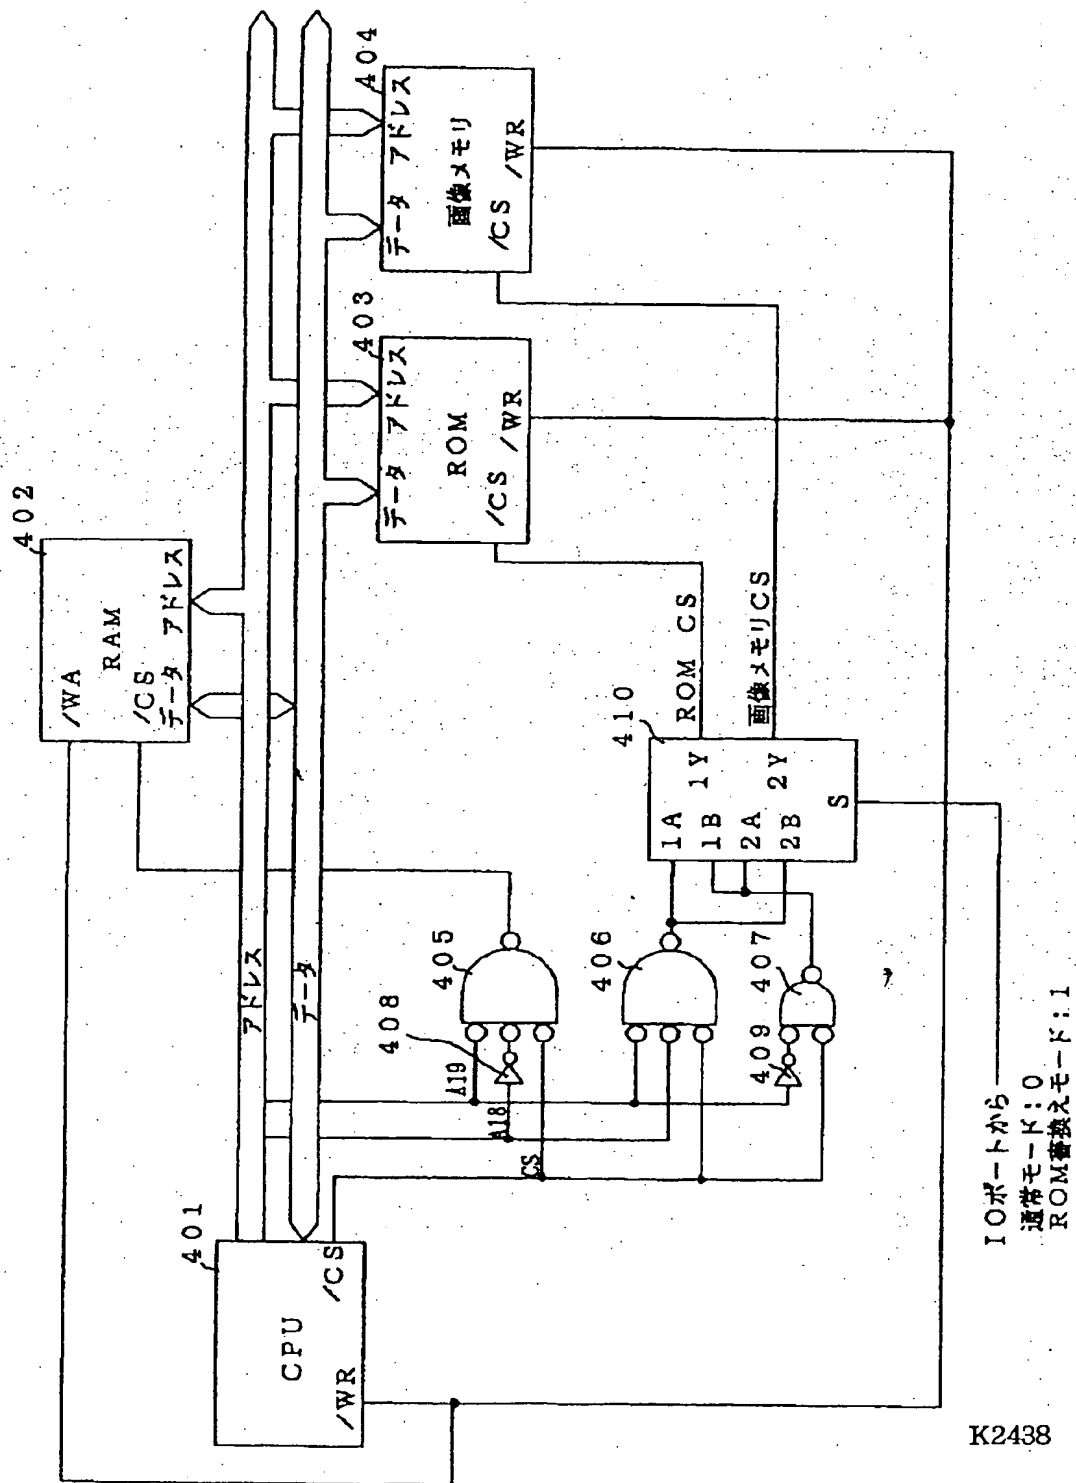 402
/WA
RAM
/CS
データ アドレス
404
データ アドレス
画像メモリ
/CS
/WR
403
データ アドレス
ROM
/CS
/WR
アドレス
データ
401
CPU
/CS
/WR
A19
A18
CS
405
408
406
407
409
410
1A
1B
2A
2B
1Y
2Y
S
ROM CS
画像メモリCS
IOポートから
通常モード:0
ROM書換えモード:1
K2438